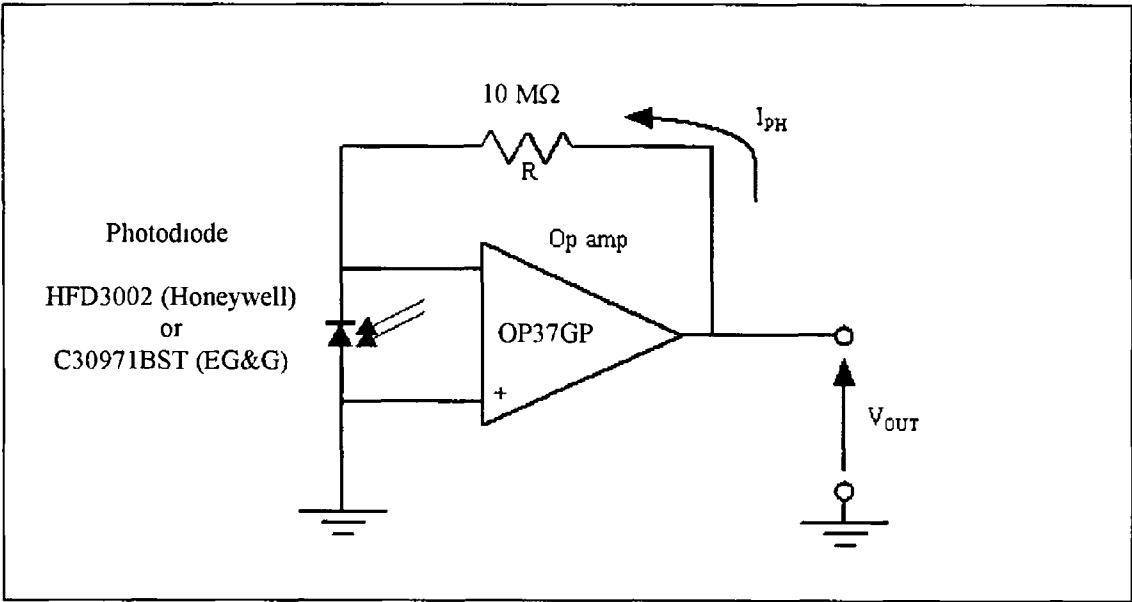 10 MΩ
I_PH
R
Photodiode
Op amp
HFD3002 (Honeywell)
or
C30971BST (EG&G)
OP37GP
+
V_OUT